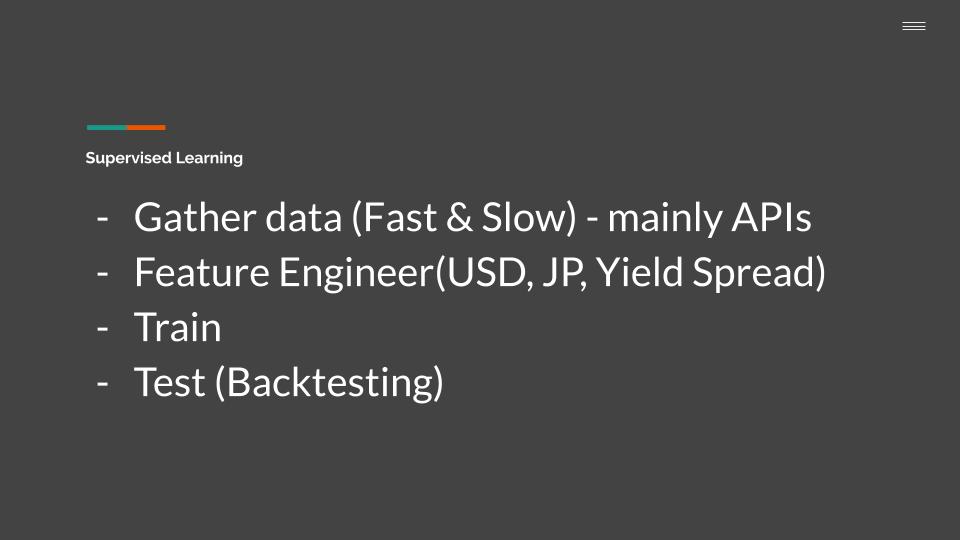 Supervised Learning
- Gather data (Fast & Slow) - mainly APIs
- Feature Engineer(USD, JP, Yield Spread)
- Train
- Test (Backtesting)